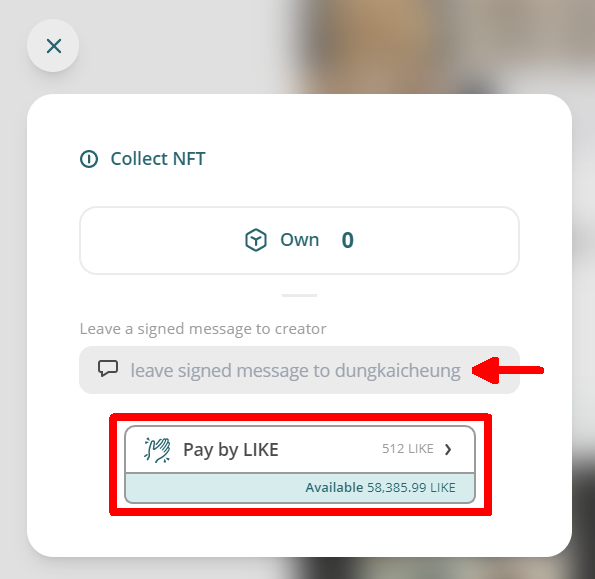 Collect NFT
Own 0
Leave a signed message to creator
leave signed message to dungkaicheung
Pay by LIKE 512 LIKE
Available 58,385.99 LIKE